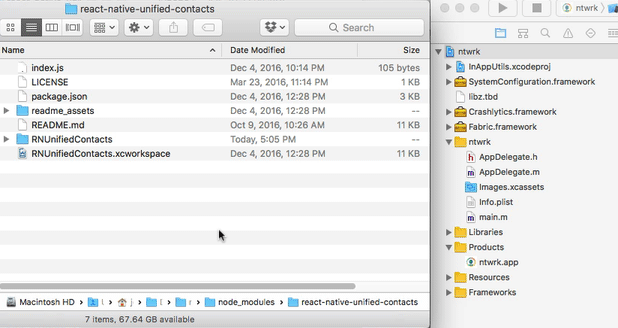 react-native-unified-contacts
Search
Name Date Modified Size
index.js Dec 4, 2016, 10:14 PM 105 bytes
LICENSE Mar 23, 2016, 11:14 PM 1 KB
package.json Dec 4, 2016, 12:28 PM 3 KB
readme_assets Dec 4, 2016, 12:28 PM --
README.md Oct 9, 2016, 10:26 AM 11 KB
RNUnifiedContacts Today, 5:05 PM --
RNUnifiedContacts.xcworkspace Dec 4, 2016, 12:28 PM 11 KB
Macintosh HD node_modules react-native-unified-contacts
7 items, 67.64 GB available
ntwrk
ntwrk
InAppUtils.xcodeproj
SystemConfiguration.framework
libz.tbd
Crashlytics.framework
Fabric.framework
ntwrk
AppDelegate.h
AppDelegate.m
Images.xcassets
Info.plist
main.m
Libraries
Products
ntwrk.app
Resources
Frameworks